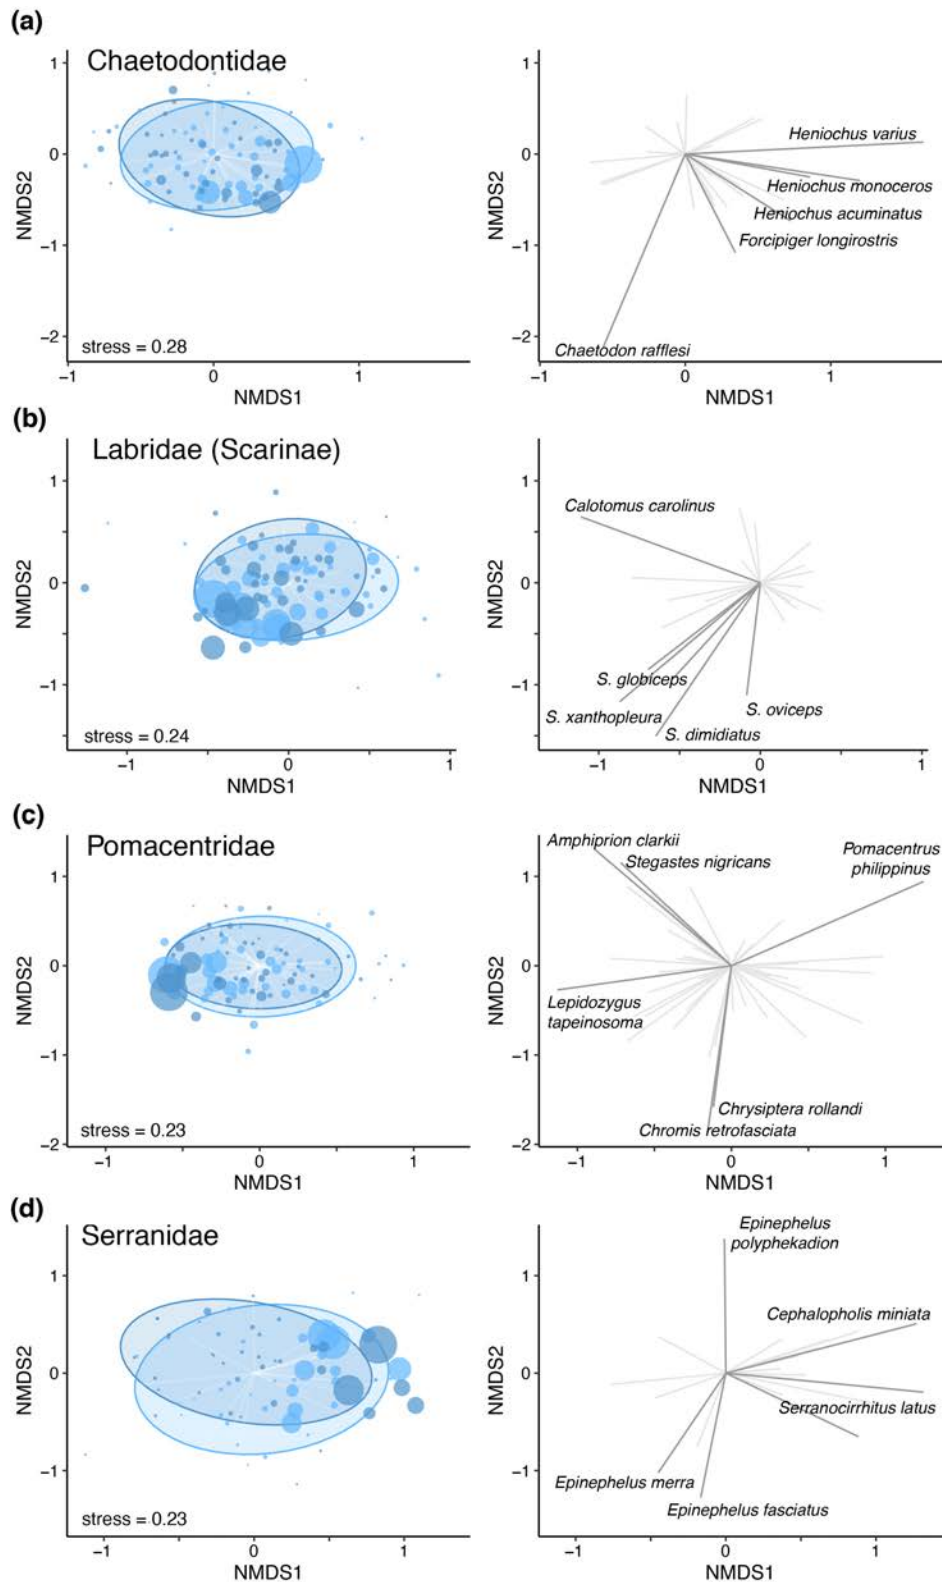 (a)
Chaetodontidae
1
0
−1
−2
NMDS2
stress = 0.28
−1
0
1
NMDS1
NMDS2
1
0
−1
−2
Heniochus varius
Heniochus monoceros
Heniochus acuminatus
Forcipiger longirostris
Chaetodon rafflesi
−1
0
1
NMDS1
(b)
Labridae (Scarinae)
1
0
−1
NMDS2
stress = 0.24
−1
0
1
NMDS1
NMDS2
1
0
−1
Calotomus carolinus
S. globiceps
S. xanthopleura
S. oviceps
S. dimidiatus
−1
0
1
NMDS1
(c)
Pomacentridae
1
0
−1
−2
NMDS2
stress = 0.23
−1
0
1
NMDS1
NMDS2
1
0
−1
−2
Amphiprion clarkii
Stegastes nigricans
Pomacentrus
philippinus
Lepidozygus
tapeinosoma
Chrysiptera rollandi
Chromis retrofasciata
−1
0
1
NMDS1
(d)
Serranidae
1
0
−1
NMDS2
stress = 0.23
−1
0
1
NMDS1
NMDS2
1
0
−1
Epinephelus
polyphekadion
Cephalopholis miniata
Serranocirrhitus latus
Epinephelus merra
Epinephelus fasciatus
−1
0
1
NMDS1